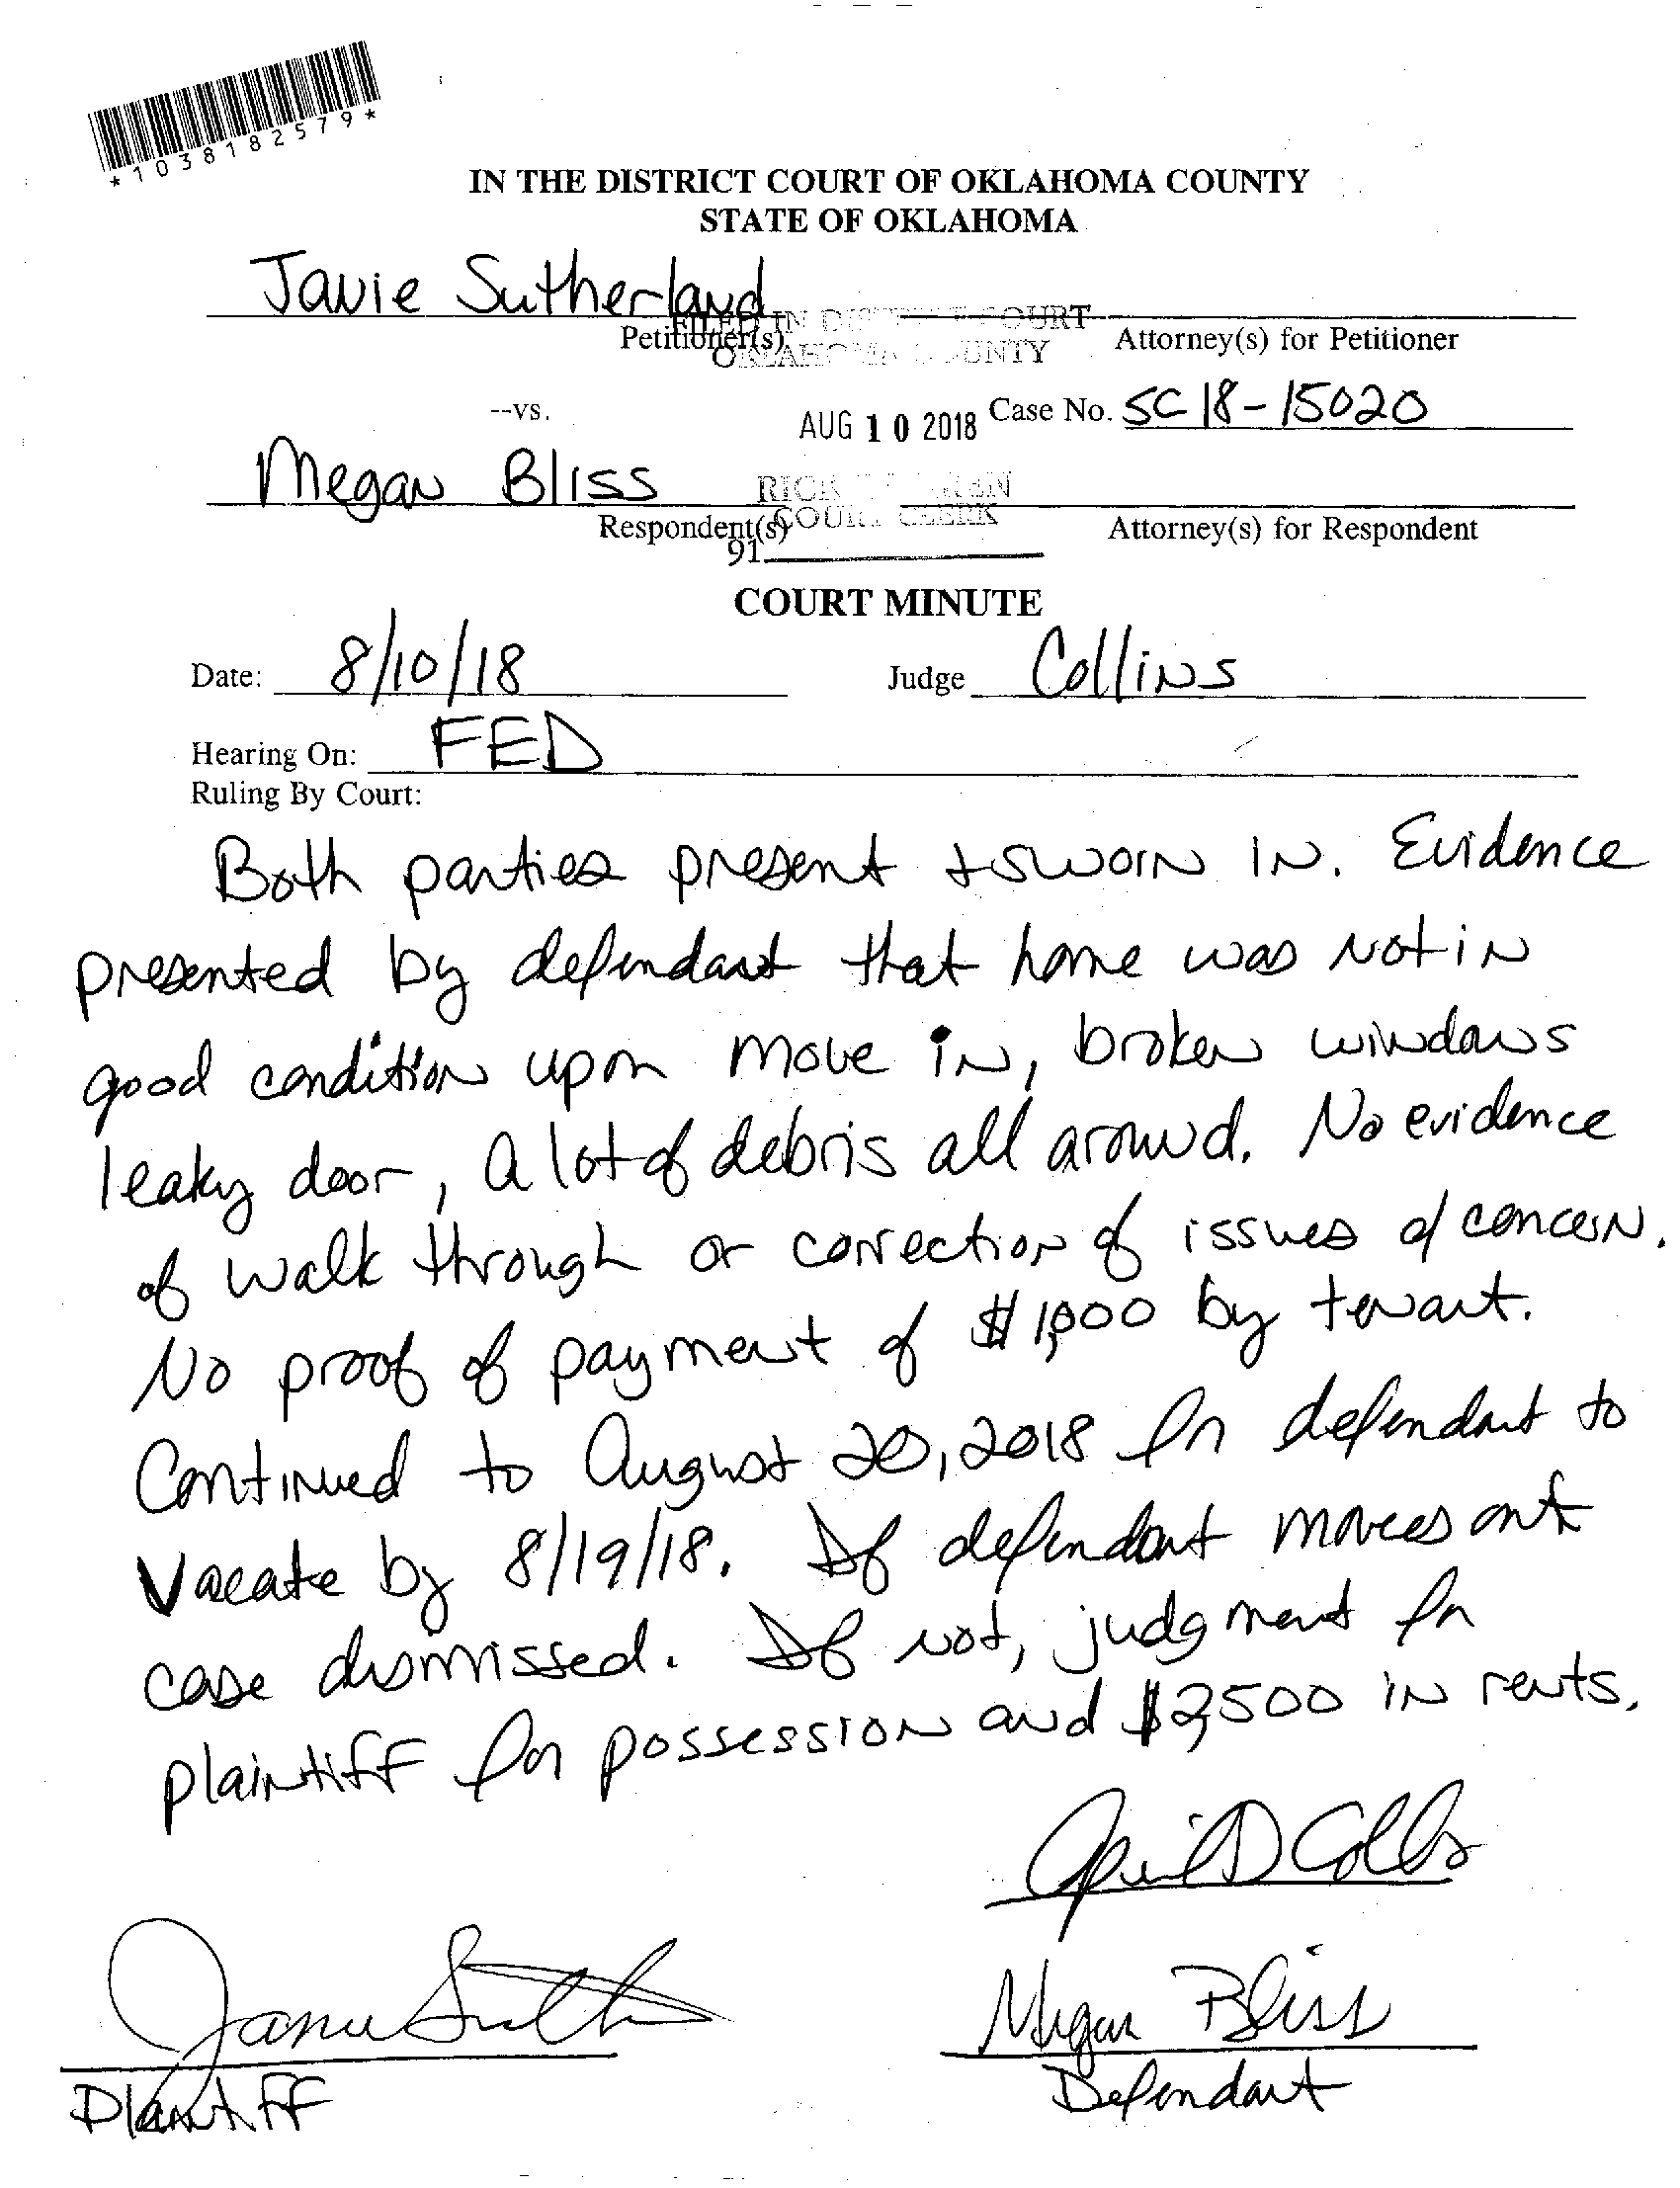 *1038182579*
IN THE DISTRICT COURT OF OKLAHOMA COUNTY
STATE OF OKLAHOMA
Javie Sutherland
Petitioner(s)
Attorney(s) for Petitioner
FILED IN COURT
OKLAHOMA COUNTY
--vs.
AUG 10 2018
Case No. SC 18-15020
Megan Bliss
Respondent(s)
Attorney(s) for Respondent
COURT CLERK
91
COURT MINUTE
Date: 8/10/18
Judge Collins
Hearing On: FED
Ruling By Court:
Both parties present + sworn in. Evidence
presented by defendant that home was not in
good condition upon move in, broken windows
leaky door, a lot of debris all around. No evidence
of walk through or correction of issues of concern.
No proof of payment of $1,000 by tenant.
Continued to August 20, 2018 for defendant to
vacate by 8/19/18. If defendant moves out
case dismissed. If not, judgment for
plaintiff for possession and $2,500 in rents.
Megan Bliss
Plaintiff
Defendant